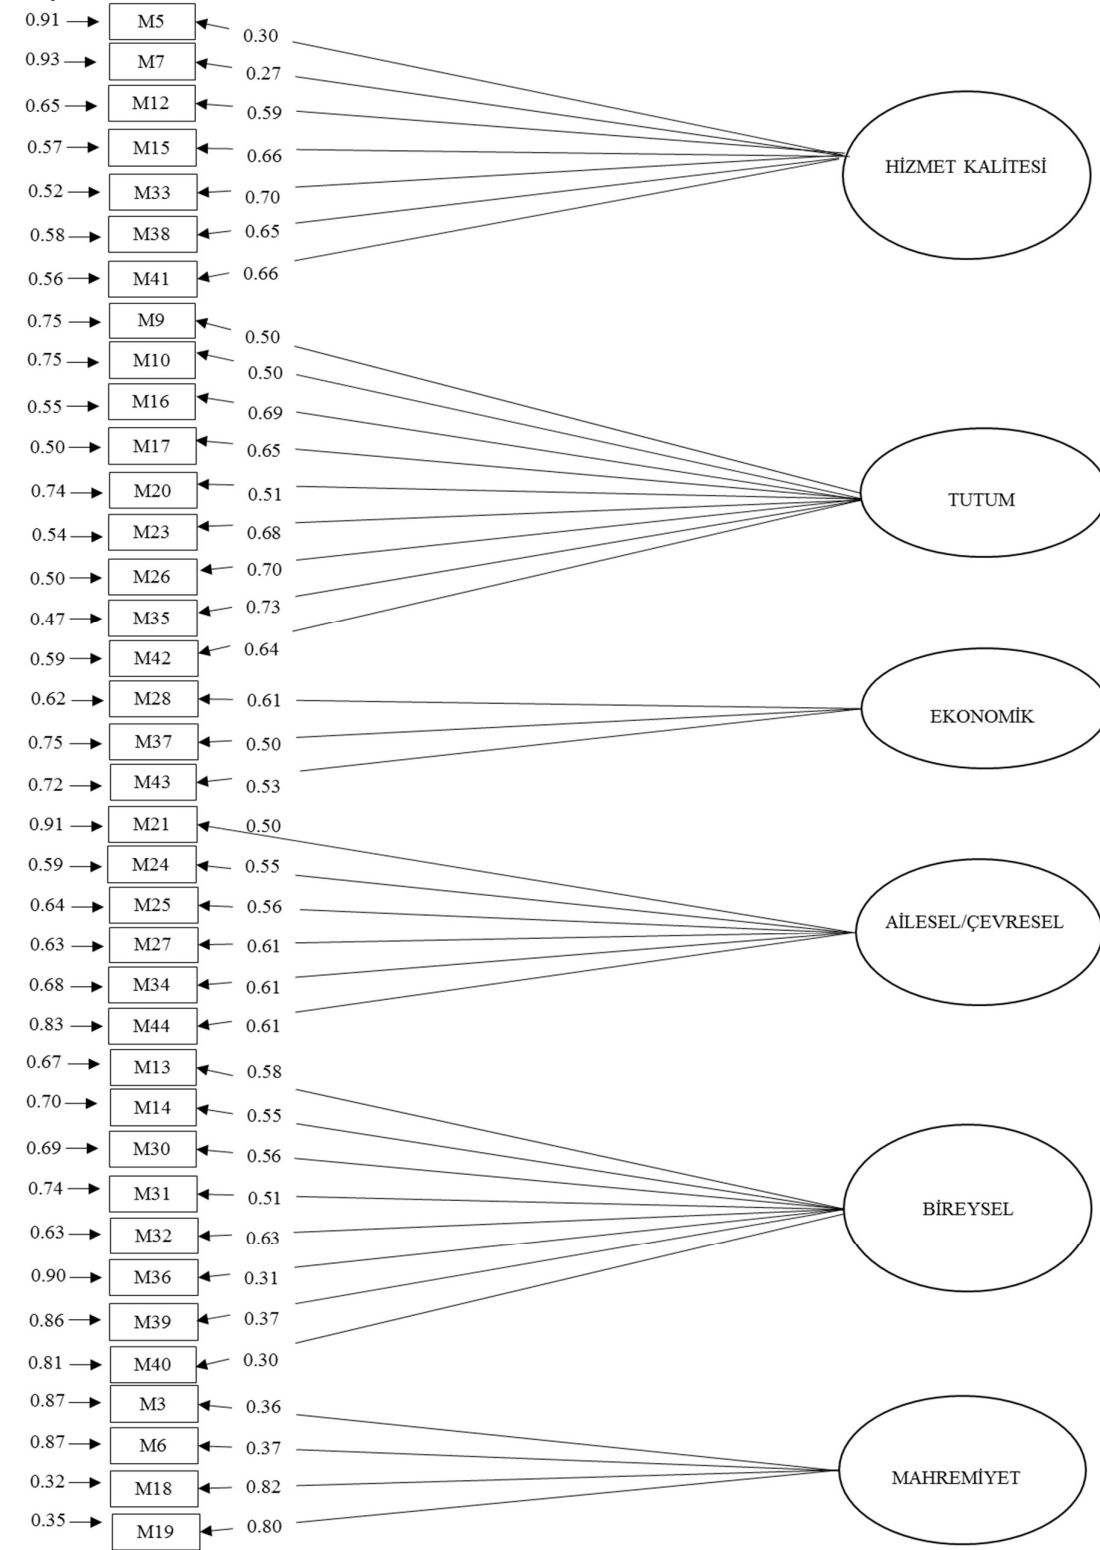 0.91 M5 0.30
0.93 M7 0.27
0.65 M12 0.59
0.57 M15 0.66
0.52 M33 0.70
0.58 M38 0.65
0.56 M41 0.66
HİZMET KALİTESİ
0.75 M9 0.50
0.75 M10 0.50
0.55 M16 0.69
0.50 M17 0.65
0.74 M20 0.51
0.54 M23 0.68
0.50 M26 0.70
0.47 M35 0.73
0.59 M42 0.64
TUTUM
0.62 M28 0.61
0.75 M37 0.50
0.72 M43 0.53
EKONOMİK
0.91 M21 0.50
0.59 M24 0.55
0.64 M25 0.56
0.63 M27 0.61
0.68 M34 0.61
0.83 M44 0.61
AİLESEL/ÇEVRESEL
0.67 M13 0.58
0.70 M14 0.55
0.69 M30 0.56
0.74 M31 0.51
0.63 M32 0.63
0.90 M36 0.31
0.86 M39 0.37
0.81 M40 0.30
BİREYSEL
0.87 M3 0.36
0.87 M6 0.37
0.32 M18 0.82
0.35 M19 0.80
MAHREMİYET